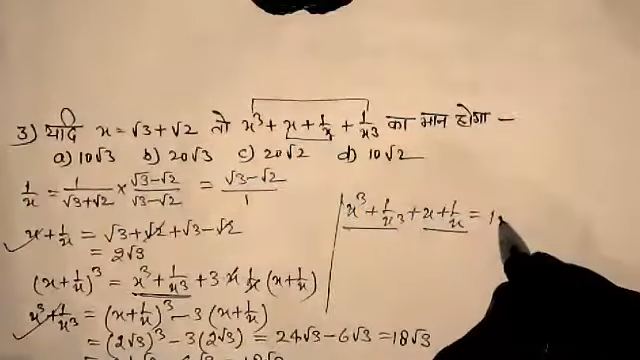 3) यदि x = √3 + √2 तो x³ + x + 1/x + 1/x³ का मान होगा –
a) 10√3 b) 20√3 c) 20√2 d) 10√2
1/x = 1/(√3+√2) × (√3-√2)/(√3-√2) = (√3-√2)/1
x + 1/x = √3 + √2 + √3 - √2
= 2√3
(x + 1/x)³ = x³ + 1/x³ + 3 x 1/x (x + 1/x)
x³ + 1/x³ = (x + 1/x)³ - 3(x + 1/x)
= (2√3)³ - 3(2√3) = 24√3 - 6√3 = 18√3
x³ + 1/x³ + x + 1/x = 1